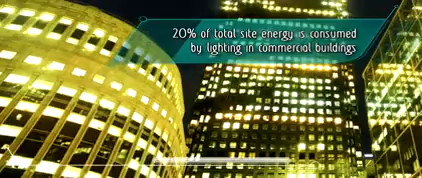 20% of total site energy is consumed
by lighting in commercial buildings